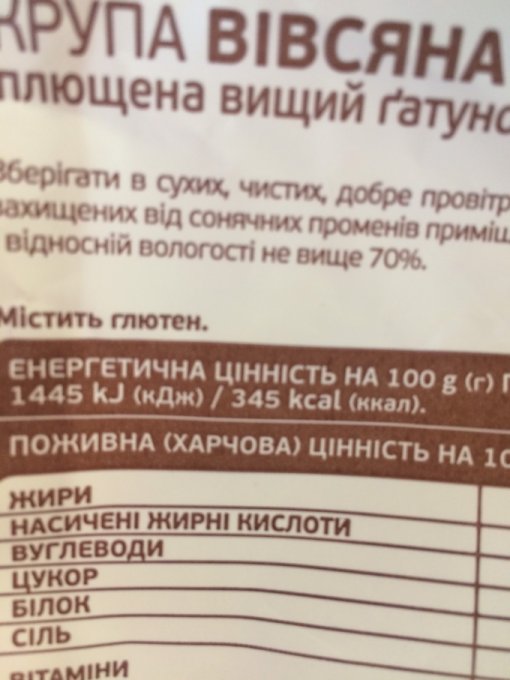 КРУПА ВІВСЯНА
плющена вищий ґатуно
Зберігати в сухих, чистих, добре провітр
захищених від сонячних променів приміщ
відносній вологості не вище 70%.
Містить глютен.
ЕНЕРГЕТИЧНА ЦІННІСТЬ НА 100 g (г) П
1445 kJ (кДж) / 345 kcal (ккал).
ПОЖИВНА (ХАРЧОВА) ЦІННІСТЬ НА 10
ЖИРИ
НАСИЧЕНІ ЖИРНІ КИСЛОТИ
ВУГЛЕВОДИ
ЦУКОР
БІЛОК
СІЛЬ
ВІТАМІНИ